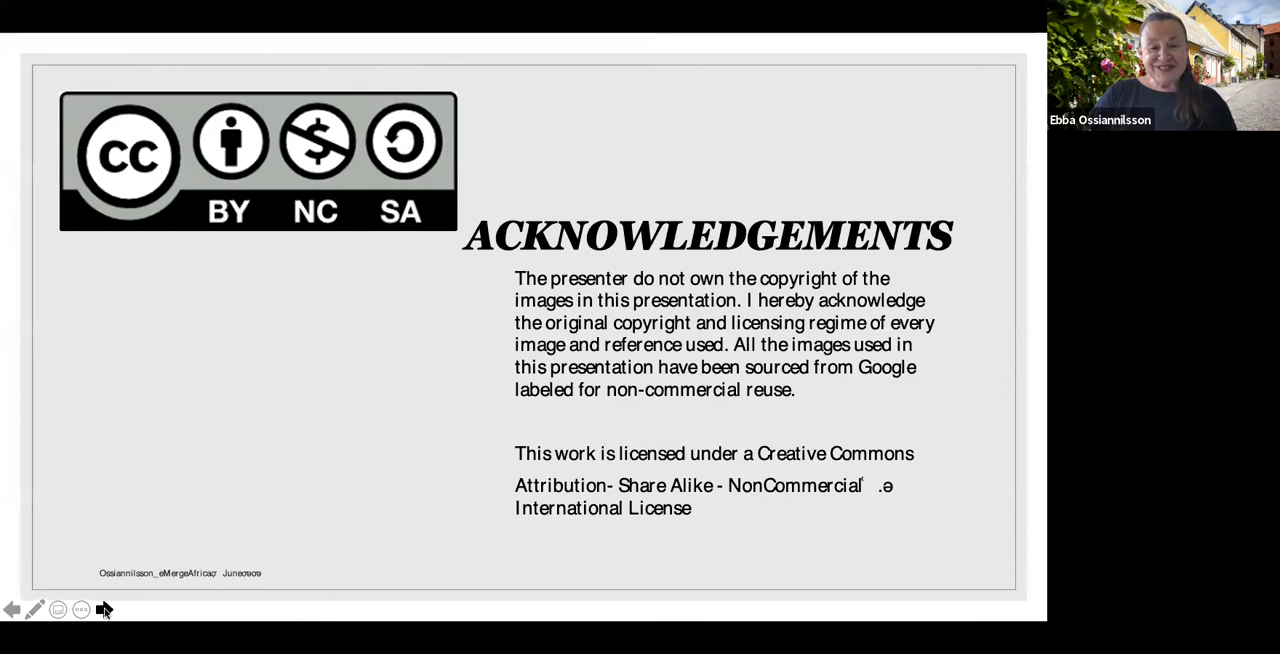 Ebba Ossiannilsson
CC
BY NC SA
ACKNOWLEDGEMENTS
The presenter do not own the copyright of the
images in this presentation. I hereby acknowledge
the original copyright and licensing regime of every
image and reference used. All the images used in
this presentation have been sourced from Google
labeled for non-commercial reuse.
This work is licensed under a Creative Commons
Attribution- Share Alike - NonCommercial
International License
Ossiannilsson_eMergeAfrica June